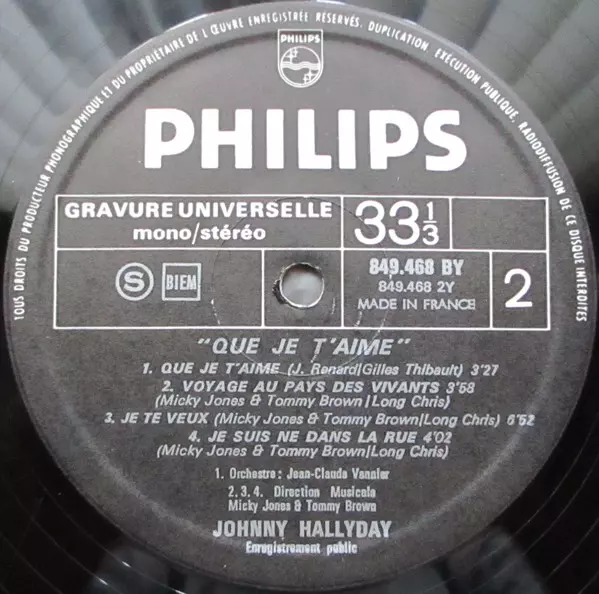 TOUS DROITS DU PRODUCTEUR PHONOGRAPHIQUE ET DU PROPRIÉTAIRE DE L'ŒUVRE ENREGISTRÉE RÉSERVÉS. DUPLICATION, EXÉCUTION PUBLIQUE, RADIODIFFUSION DE CE DISQUE INTERDITES
PHILIPS
PHILIPS
GRAVURE UNIVERSELLE
mono/stéréo
33 1/3
S
BIEM
849.468 BY
849.468 2Y
MADE IN FRANCE
2
"QUE JE T'AIME"
1. QUE JE T'AIME (J. Renard/Gilles Thibault) 3'27
2. VOYAGE AU PAYS DES VIVANTS 3'58
(Micky Jones & Tommy Brown/Long Chris)
3. JE TE VEUX (Micky Jones & Tommy Brown/Long Chris) 6'52
4. JE SUIS NE DANS LA RUE 4'02
(Micky Jones & Tommy Brown/Long Chris)
1. Orchestre: Jean-Claude Vannier
2.3.4. Direction Musicale
Micky Jones & Tommy Brown
JOHNNY HALLYDAY
Enregistrement public